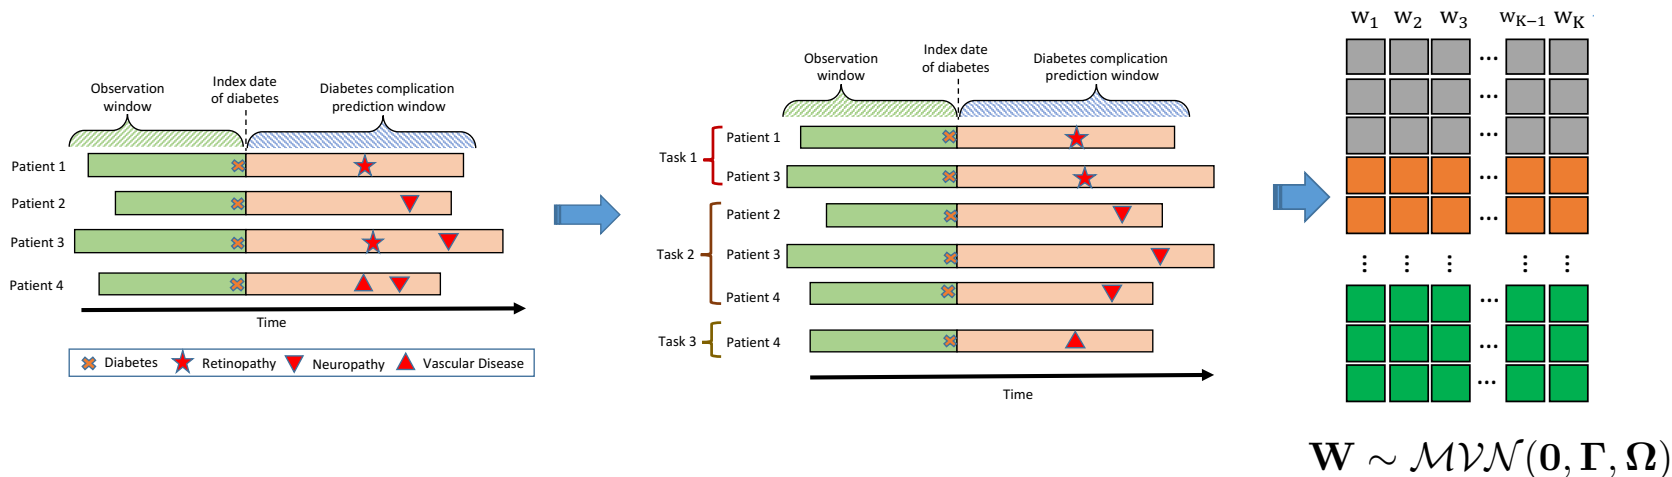 Observation
window
Index date
of diabetes
Diabetes complication
prediction window
Patient 1
Patient 2
Patient 3
Patient 4
Time
Diabetes
Retinopathy
Neuropathy
Vascular Disease
Observation
window
Index date
of diabetes
Diabetes complication
prediction window
Task 1
Patient 1
Patient 3
Task 2
Patient 2
Patient 3
Patient 4
Task 3
Patient 4
Time
w₁ w₂ w₃ w_{K−1} w_K
W ∼ 𝓜𝓥𝓝(0, Γ, Ω)